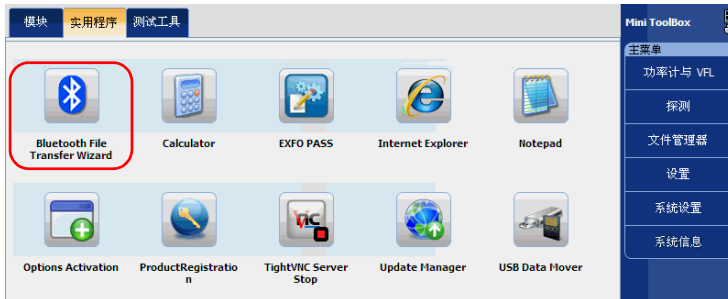 模块 实用程序 测试工具
Bluetooth File
Transfer Wizard
Calculator
EXFO PASS
Internet Explorer
Notepad
Options Activation
ProductRegistratio
n
TightVNC Server
Stop
Update Manager
USB Data Mover
Mini ToolBox
主菜单
功率计与 VFL
探测
文件管理器
设置
系统设置
系统信息